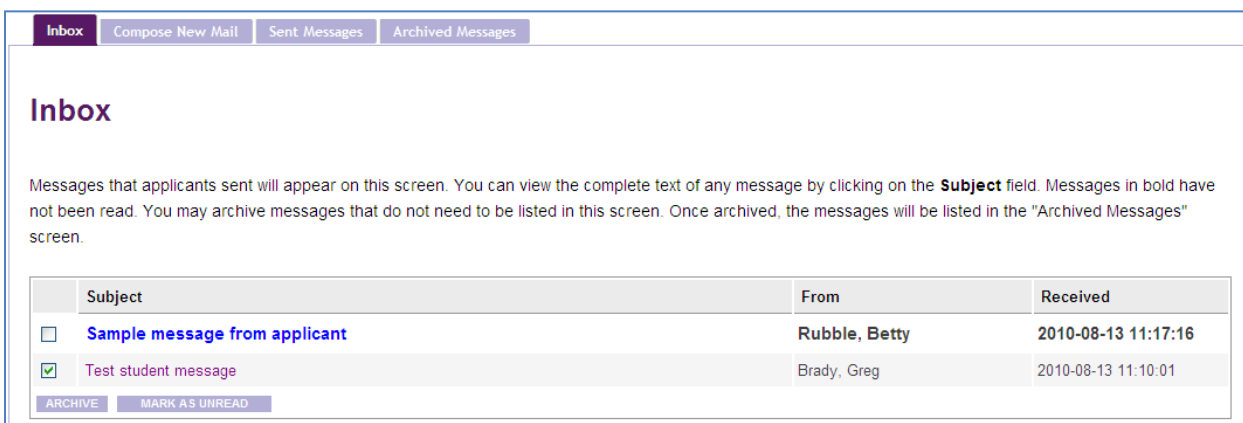 Inbox Compose New Mail Sent Messages Archived Messages
Inbox
Messages that applicants sent will appear on this screen. You can view the complete text of any message by clicking on the Subject field. Messages in bold have
not been read. You may archive messages that do not need to be listed in this screen. Once archived, the messages will be listed in the "Archived Messages"
screen.
Subject From Received
Sample message from applicant Rubble, Betty 2010-08-13 11:17:16
Test student message Brady, Greg 2010-08-13 11:10:01
ARCHIVE MARK AS UNREAD